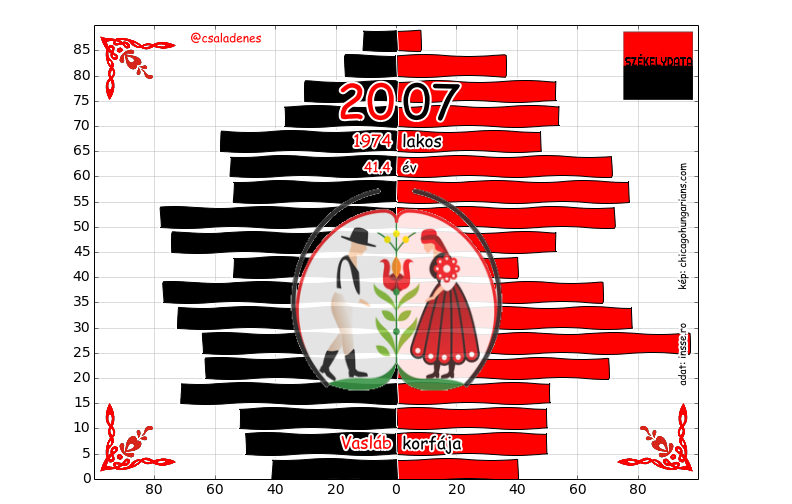 @csaladenes
SZÉKELYDATA
2007
1974 lakos
41,4 év
kép: chicagohungarians.com
adat: insse.ro
Vasláb korfája
85
80
75
70
65
60
55
50
45
40
35
30
25
20
15
10
5
0
80 60 40 20 0 20 40 60 80